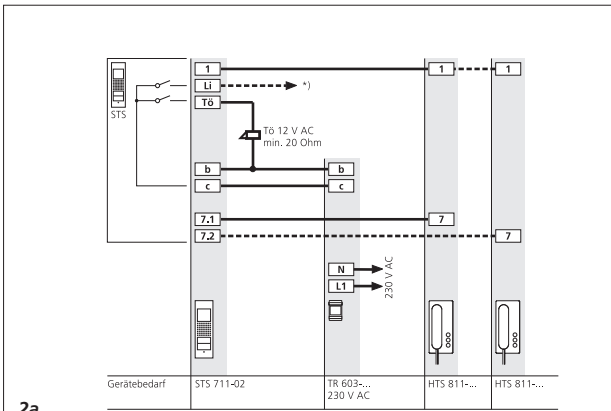 1 1 1
Li *)
Tö
STS
Tö 12 V AC
min. 20 Ohm
b b
c c
7.1 7
7.2 7
N
L1
230 V AC
Gerätebedarf STS 711-02 TR 603-... HTS 811-... HTS 811-...
230 V AC
2a